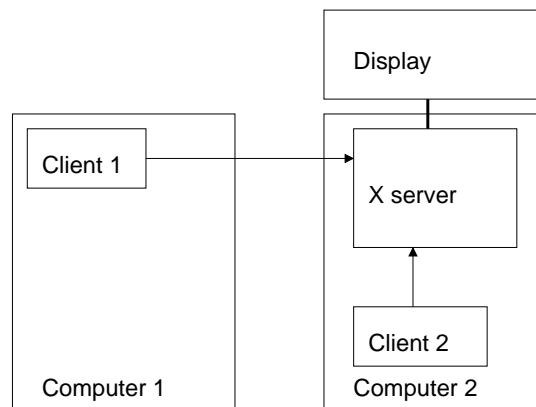 Display
Client 1
X server
Client 2
Computer 1
Computer 2